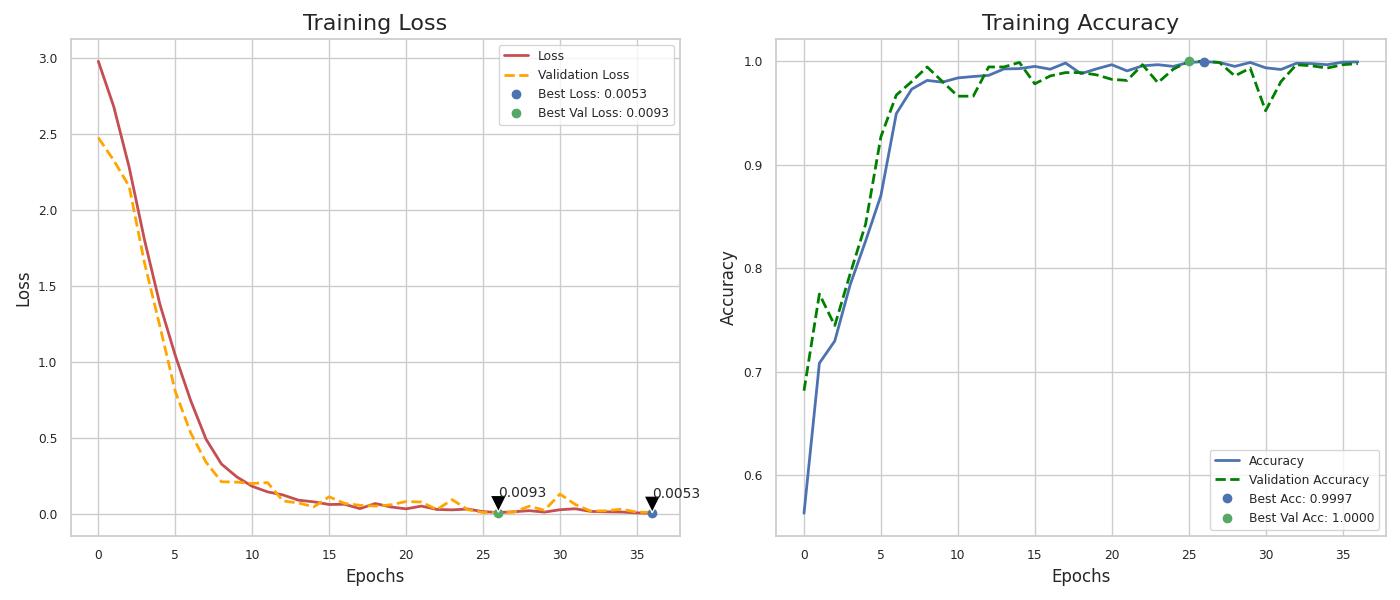 Training Loss
Loss
Validation Loss
Best Loss: 0.0053
Best Val Loss: 0.0093
3.0
2.5
2.0
1.5
1.0
0.5
0.0
Loss
0.0093
0.0053
0 5 10 15 20 25 30 35
Epochs
Training Accuracy
1.0
0.9
0.8
0.7
0.6
Accuracy
Accuracy
Validation Accuracy
Best Acc: 0.9997
Best Val Acc: 1.0000
0 5 10 15 20 25 30 35
Epochs